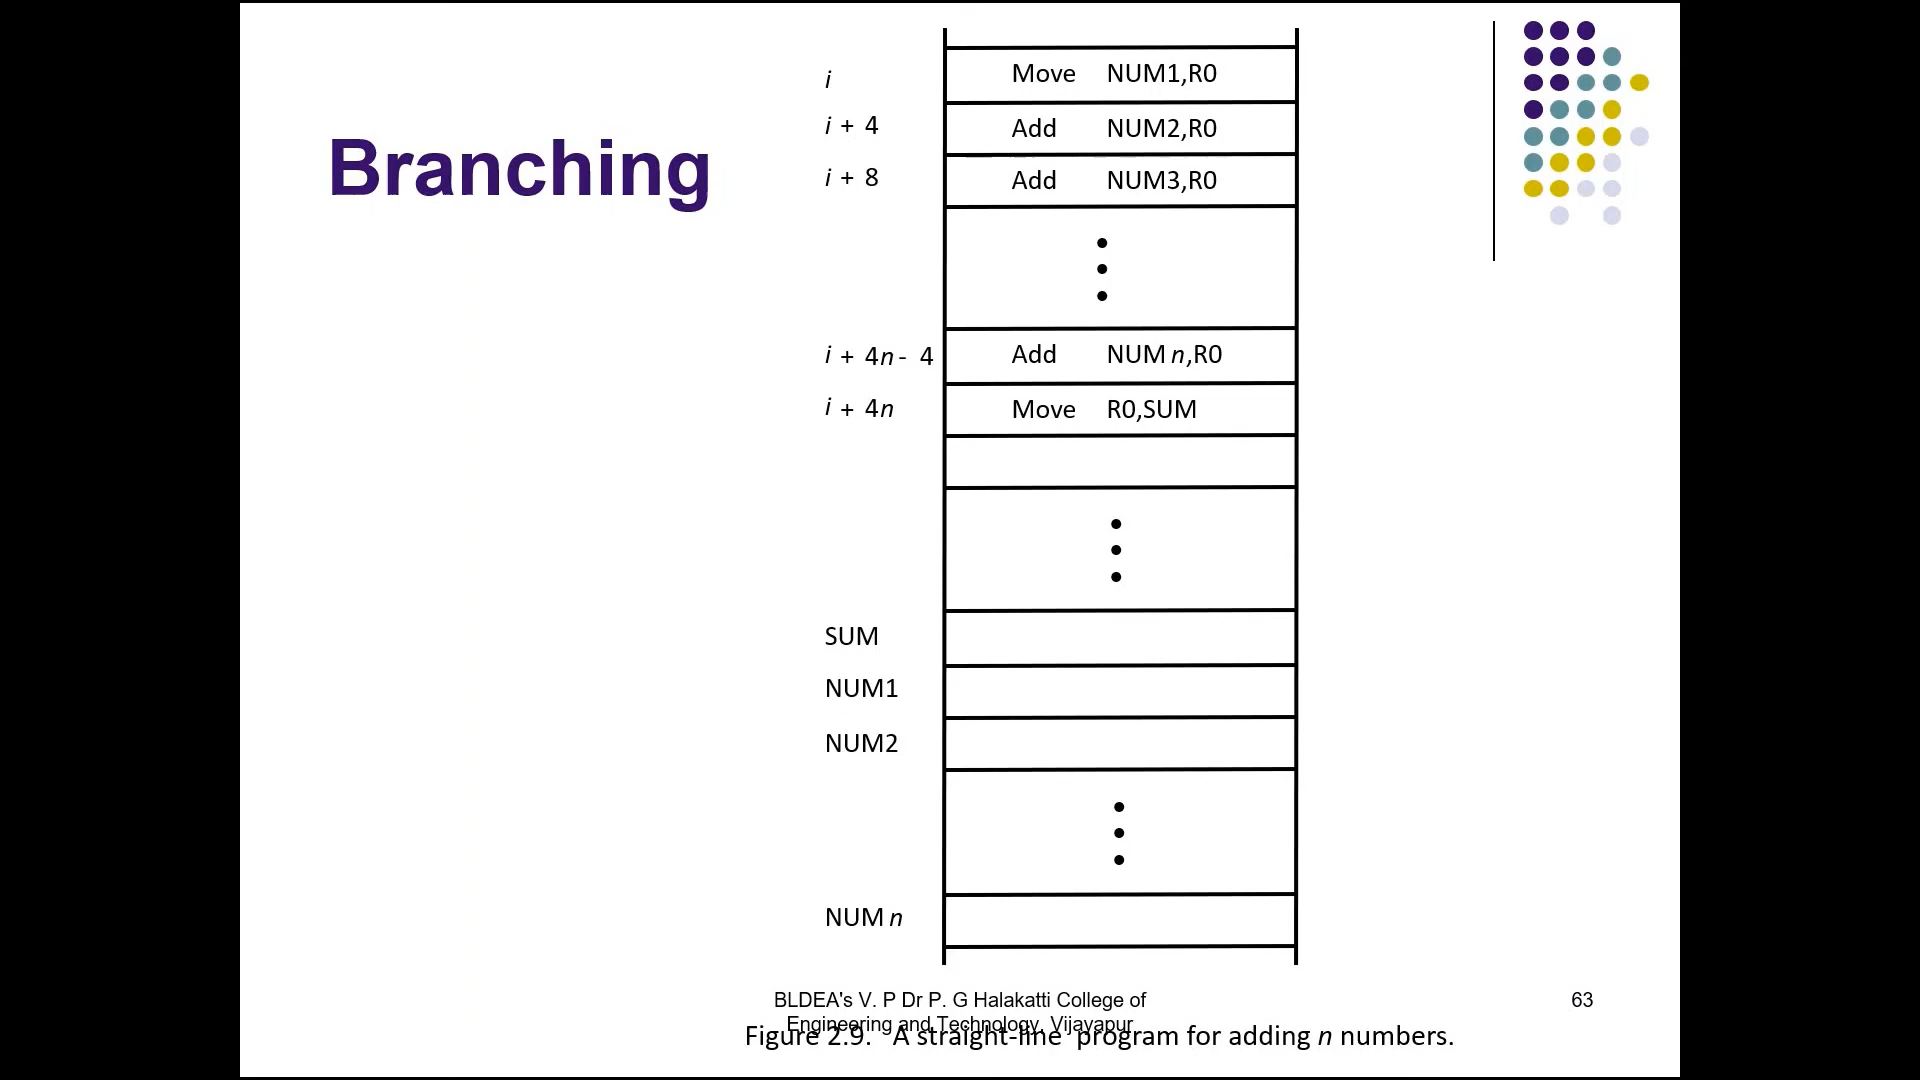 Branching
i Move NUM1,R0
i + 4 Add NUM2,R0
i + 8 Add NUM3,R0
i + 4n - 4 Add NUM n,R0
i + 4n Move R0,SUM
SUM
NUM1
NUM2
NUM n
BLDEA's V. P Dr P. G Halakatti College of
Engineering and Technology, Vijayapur
63
Figure 2.9. A straight-line program for adding n numbers.